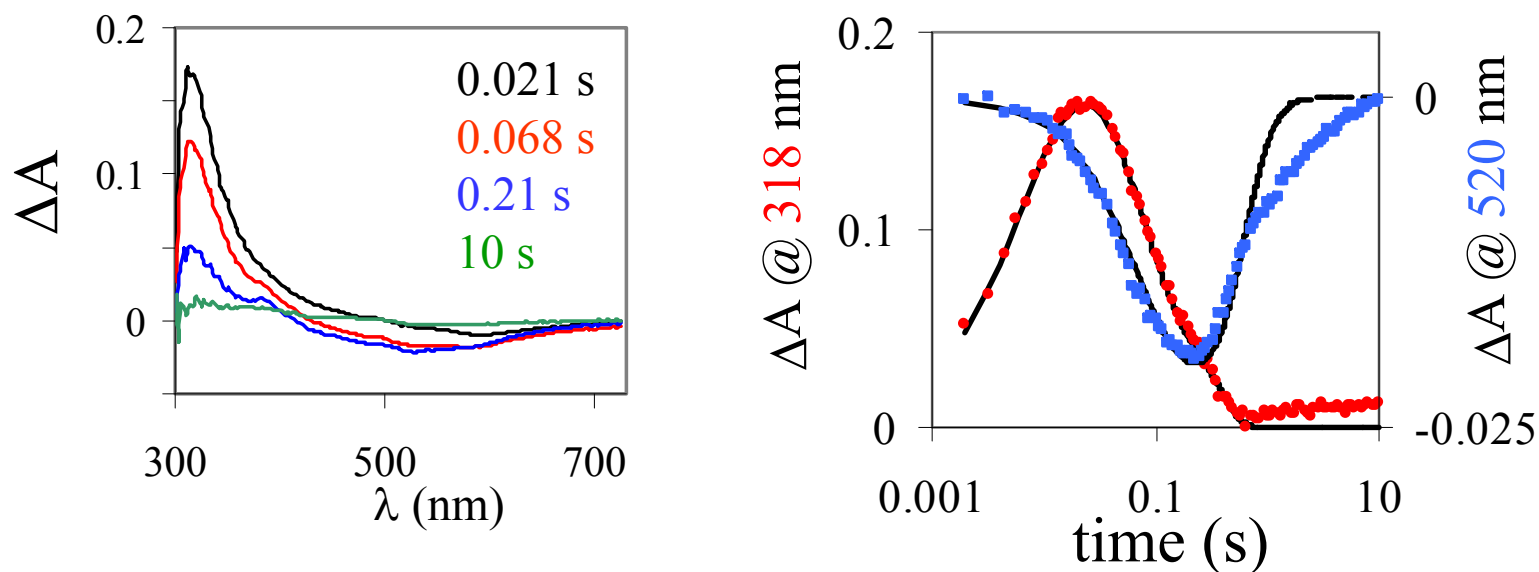 0.2
0.1
0
ΔA
0.021 s
0.068 s
0.21 s
10 s
300
500
700
λ (nm)
0.2
0.1
0
ΔA @ 318 nm
0
-0.025
ΔA @ 520 nm
0.001
0.1
10
time (s)